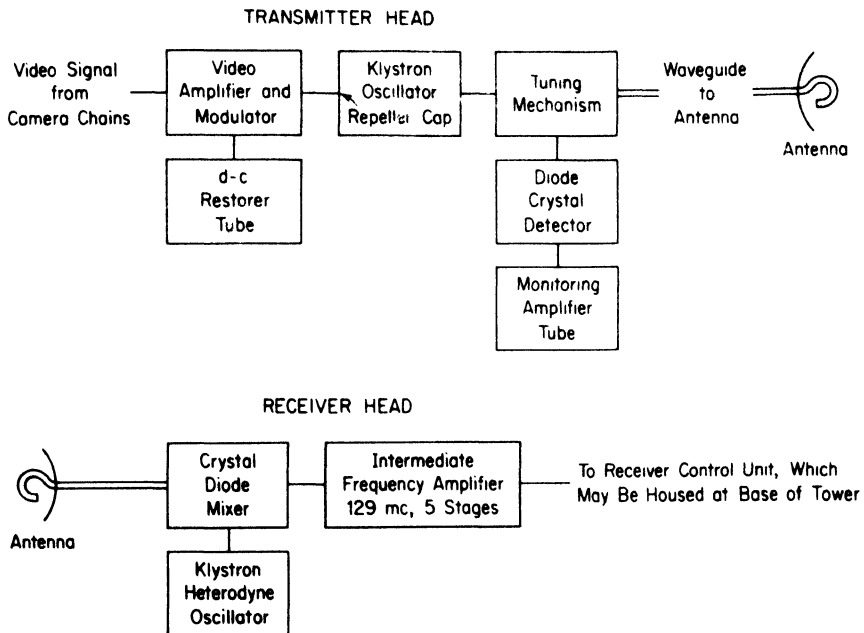 TRANSMITTER HEAD
Video Signal
from
Camera Chains
Video
Amplifier and
Modulator
Klystron
Oscillator
Repeller Cap
Tuning
Mechanism
Waveguide
to
Antenna
Antenna
d-c
Restorer
Tube
Diode
Crystal
Detector
Monitoring
Amplifier
Tube
RECEIVER HEAD
Antenna
Crystal
Diode
Mixer
Intermediate
Frequency Amplifier
129 mc, 5 Stages
To Receiver Control Unit, Which
May Be Housed at Base of Tower
Klystron
Heterodyne
Oscillator